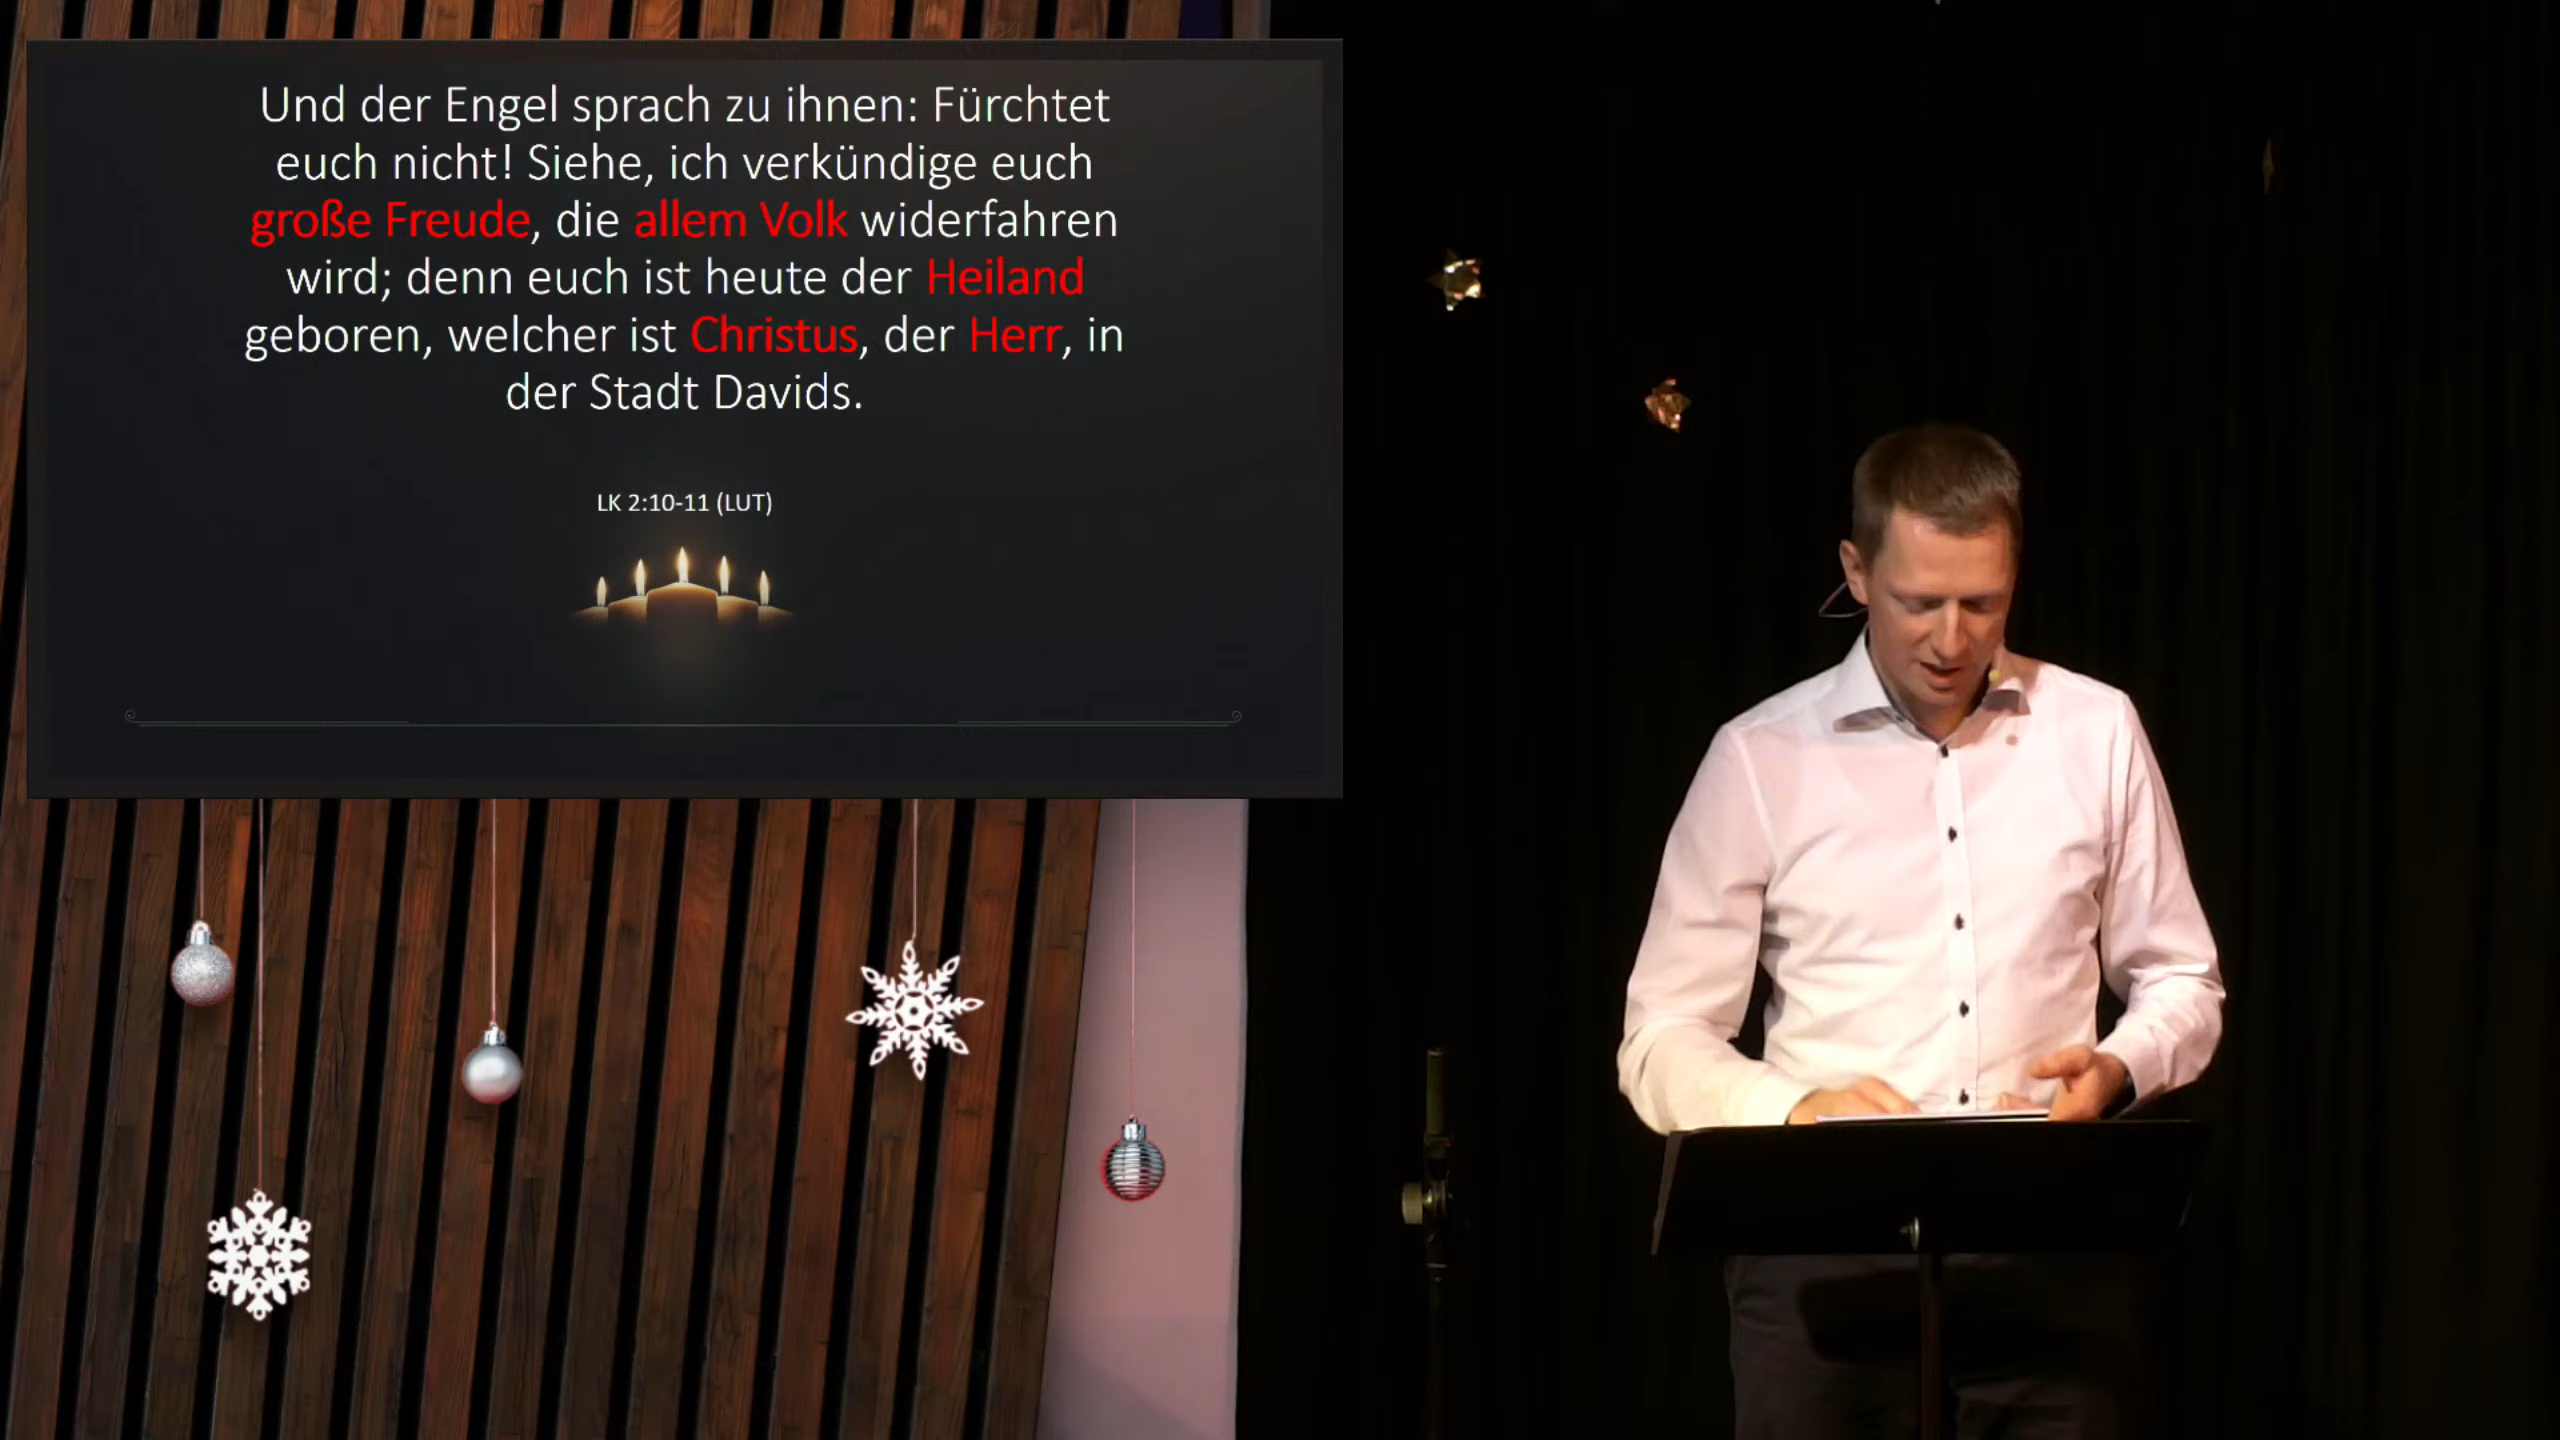 Und der Engel sprach zu ihnen: Fürchtet
euch nicht! Siehe, ich verkündige euch
große Freude, die allem Volk widerfahren
wird; denn euch ist heute der Heiland
geboren, welcher ist Christus, der Herr, in
der Stadt Davids.
LK 2:10-11 (LUT)